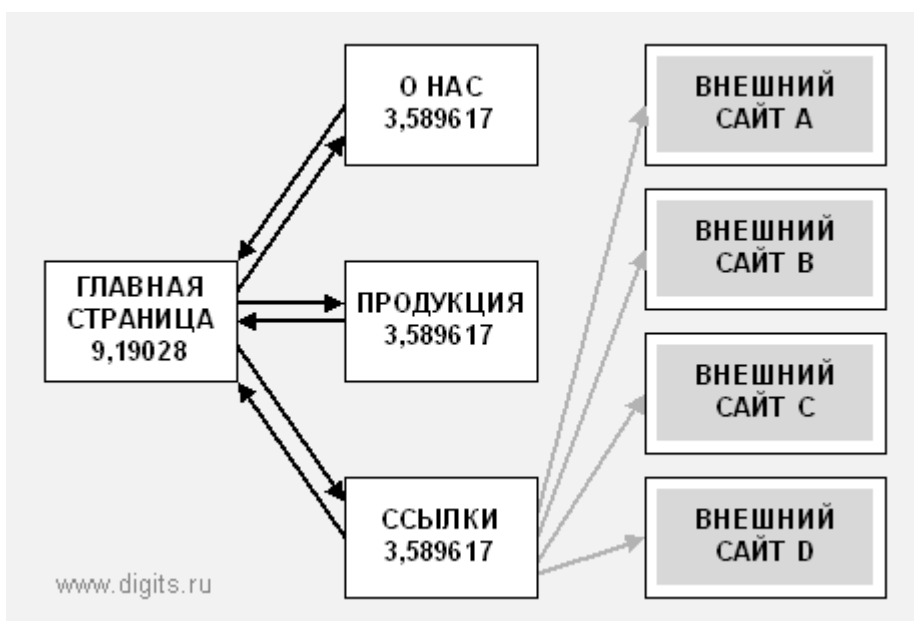 О НАС
3,589617
ВНЕШНИЙ
САЙТ A
ВНЕШНИЙ
САЙТ B
ГЛАВНАЯ
СТРАНИЦА
9,19028
ПРОДУКЦИЯ
3,589617
ВНЕШНИЙ
САЙТ C
ССЫЛКИ
3,589617
ВНЕШНИЙ
САЙТ D
www.digits.ru